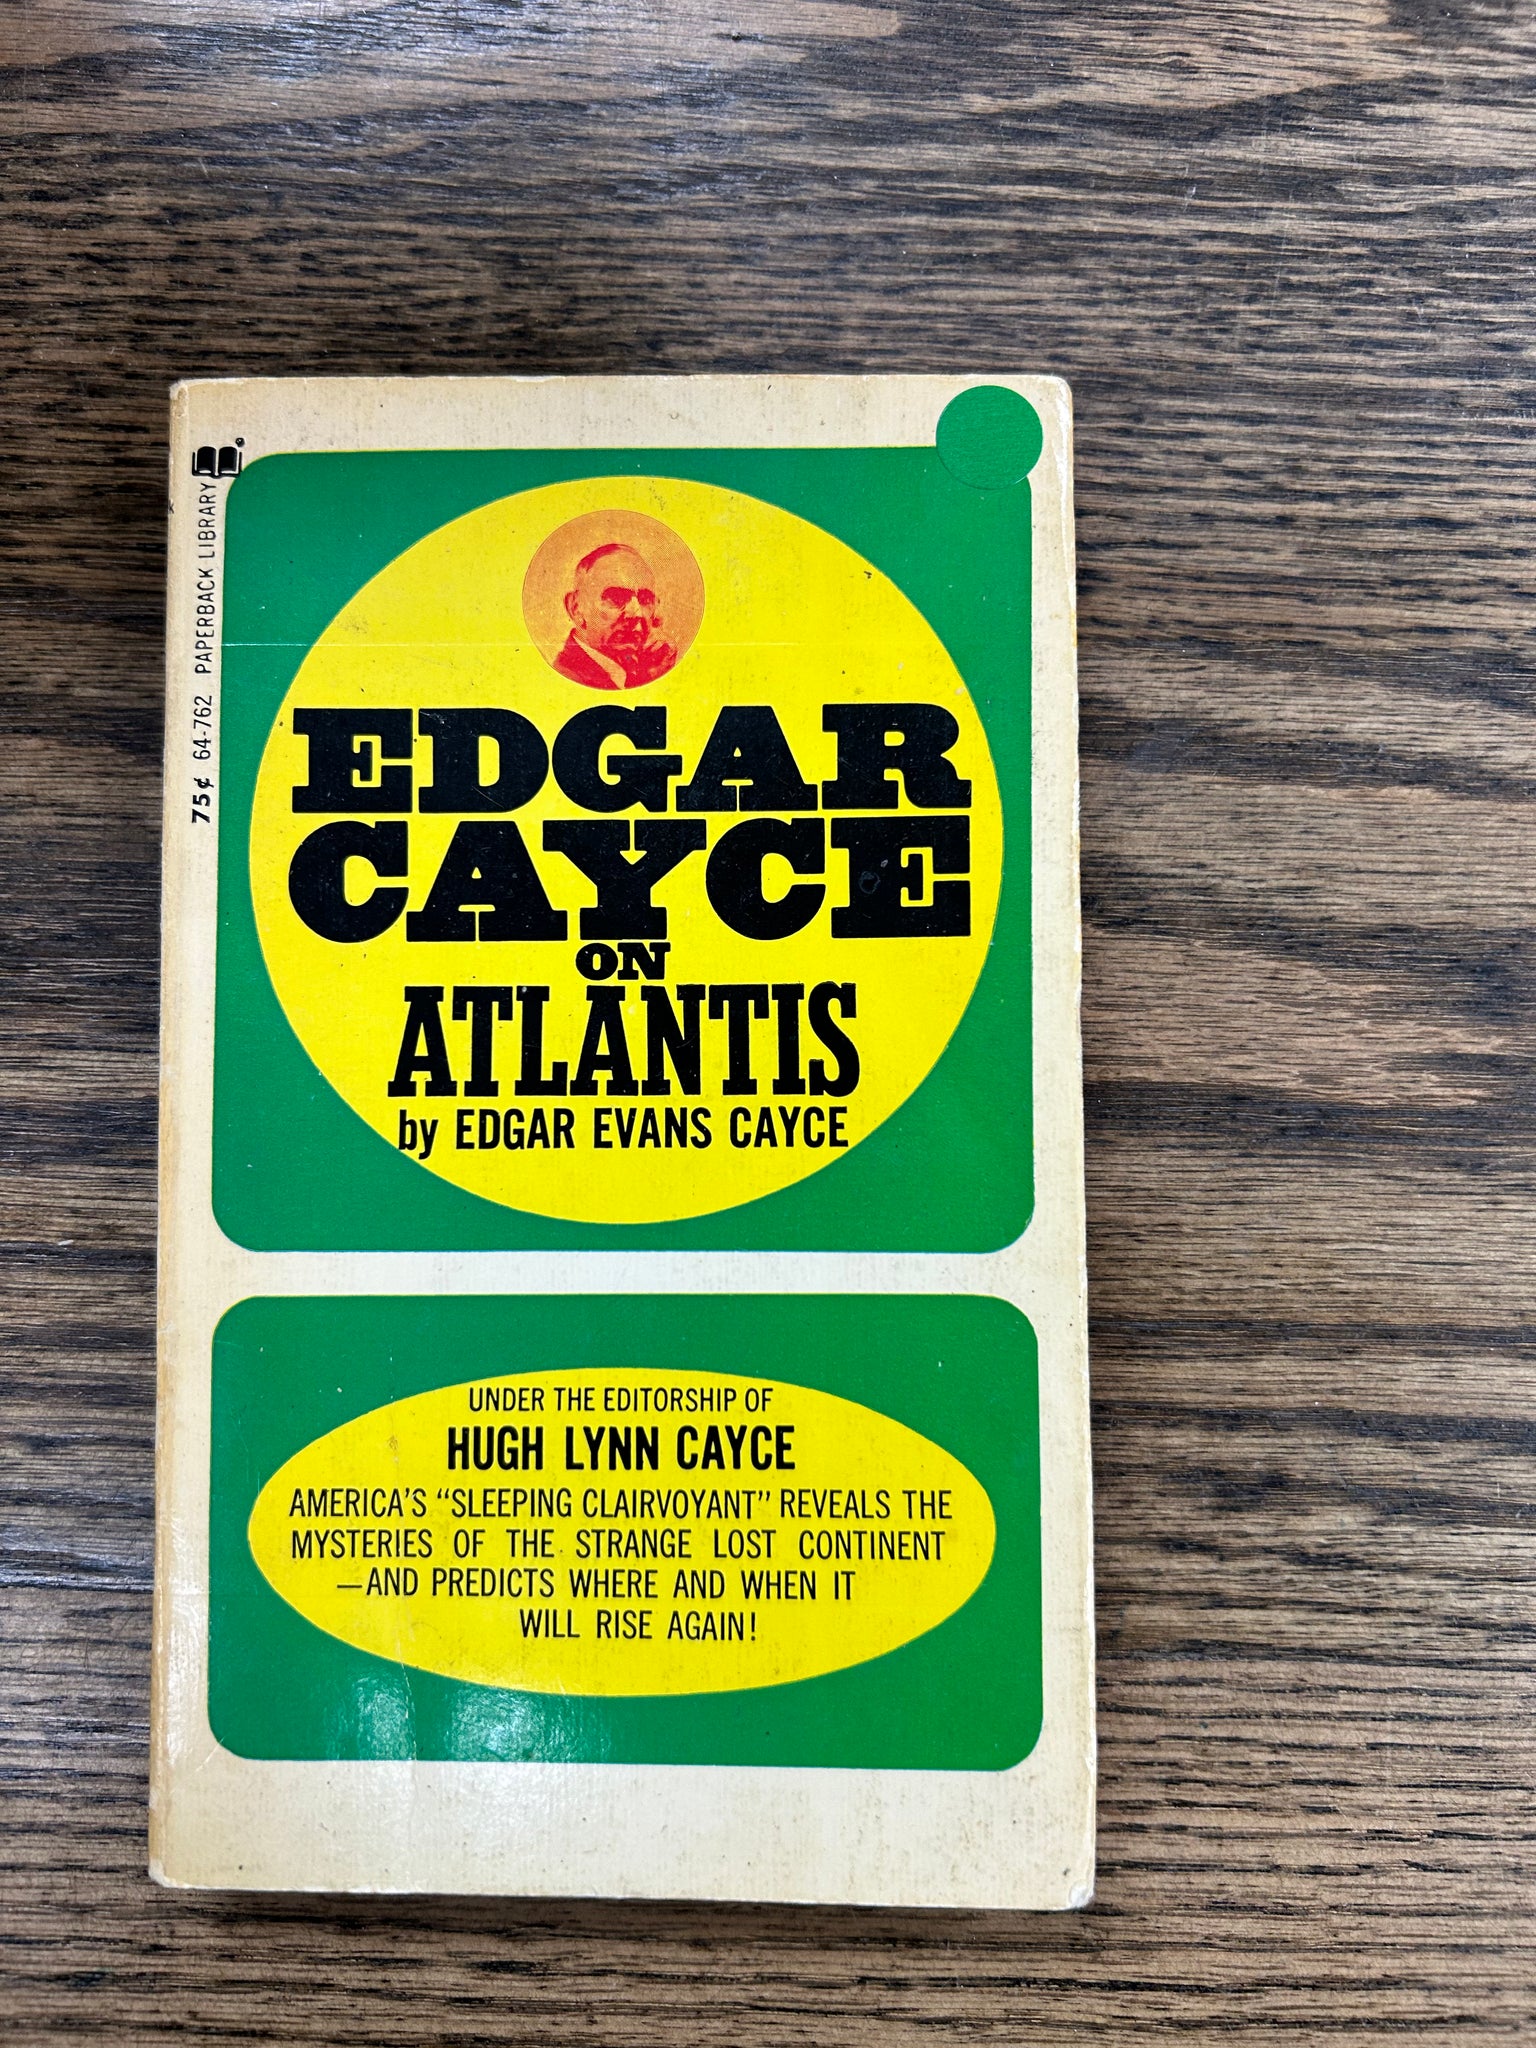 75¢ 64-762 PAPERBACK LIBRARY
EDGAR
CAYCE
ON
ATLANTIS
by EDGAR EVANS CAYCE
UNDER THE EDITORSHIP OF
HUGH LYNN CAYCE
AMERICA'S "SLEEPING CLAIRVOYANT" REVEALS THE
MYSTERIES OF THE STRANGE LOST CONTINENT
—AND PREDICTS WHERE AND WHEN IT
WILL RISE AGAIN!